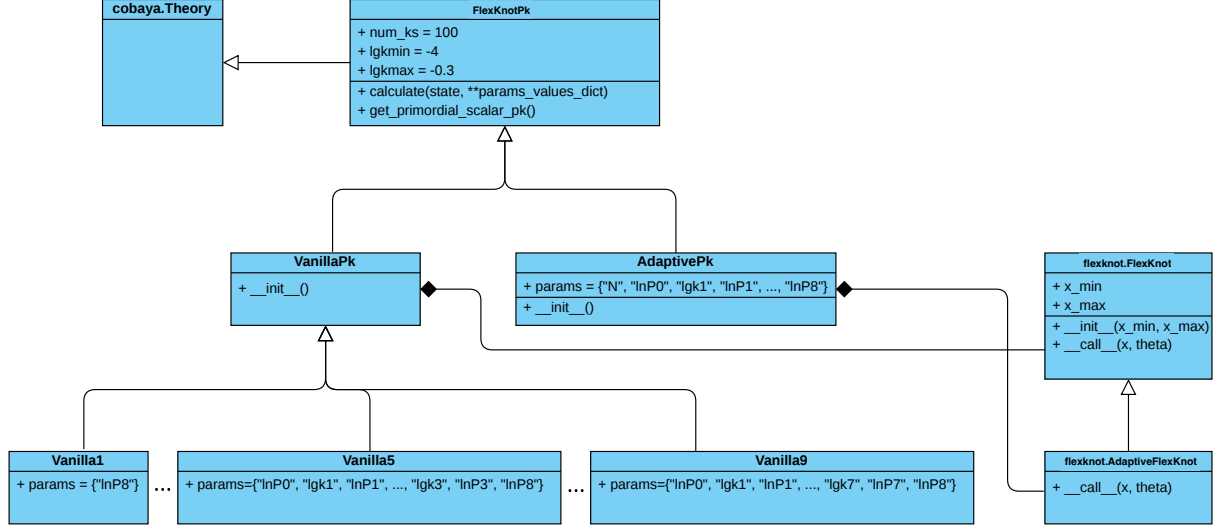 cobaya.Theory
FlexKnotPk
+ num_ks = 100
+ lgkmin = -4
+ lgkmax = -0.3
+ calculate(state, **params_values_dict)
+ get_primordial_scalar_pk()
VanillaPk
+ __init__()
AdaptivePk
+ params = {"N", "lnP0", "lgk1", "lnP1", ..., "lnP8"}
+ __init__()
flexknot.FlexKnot
+ x_min
+ x_max
+ __init__(x_min, x_max)
+ __call__(x, theta)
Vanilla1
+ params = {"lnP8"}
...
Vanilla5
+ params={"lnP0", "lgk1", "lnP1", ..., "lgk3", "lnP3", "lnP8"}
...
Vanilla9
+ params={"lnP0", "lgk1", "lnP1", ..., "lgk7", "lnP7", "lnP8"}
flexknot.AdaptiveFlexKnot
+ __call__(x, theta)